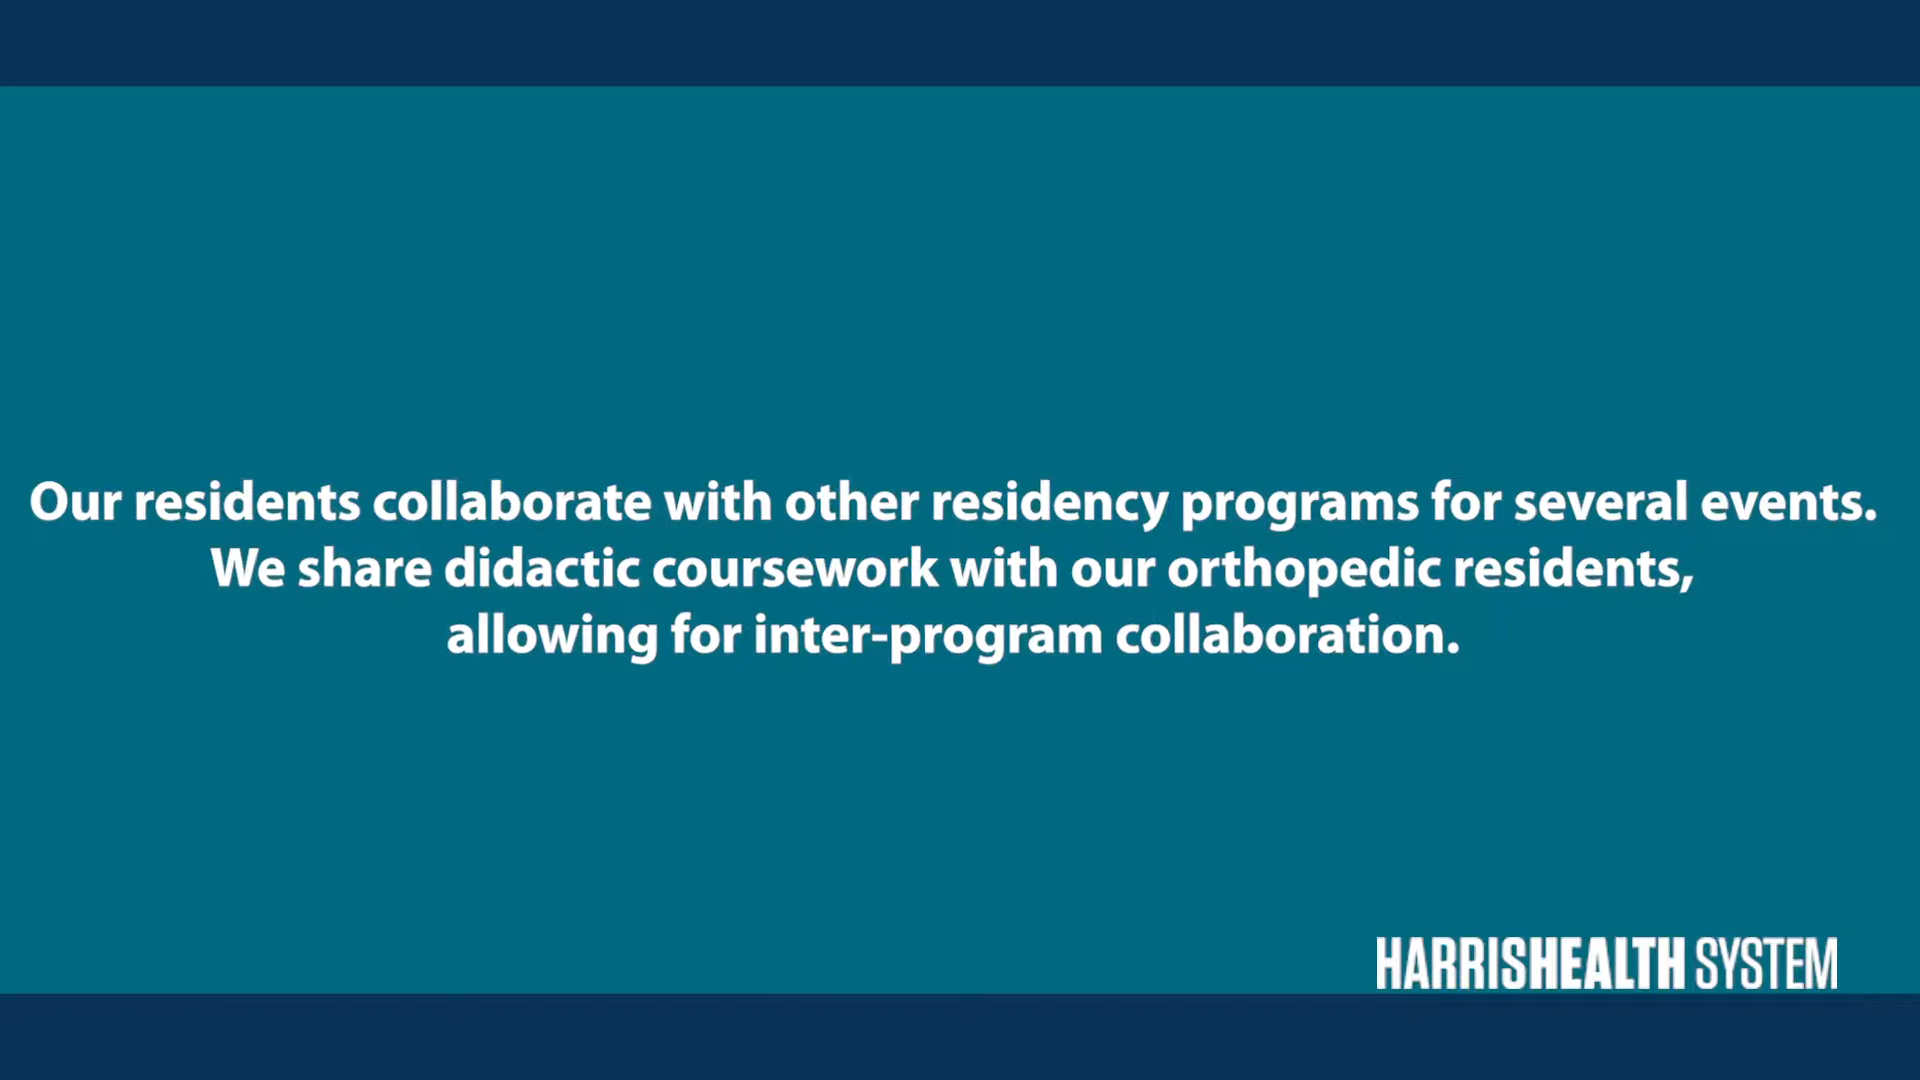 Our residents collaborate with other residency programs for several events.
We share didactic coursework with our orthopedic residents,
allowing for inter-program collaboration.
HARRISHEALTH SYSTEM